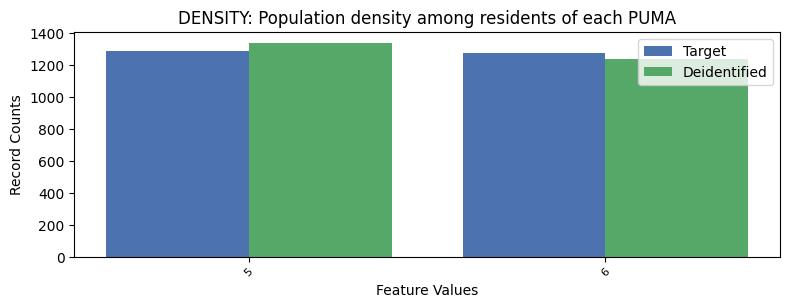 DENSITY: Population density among residents of each PUMA
1400
1200
1000
800
600
400
200
0
Record Counts
Target
Deidentified
5
6
Feature Values